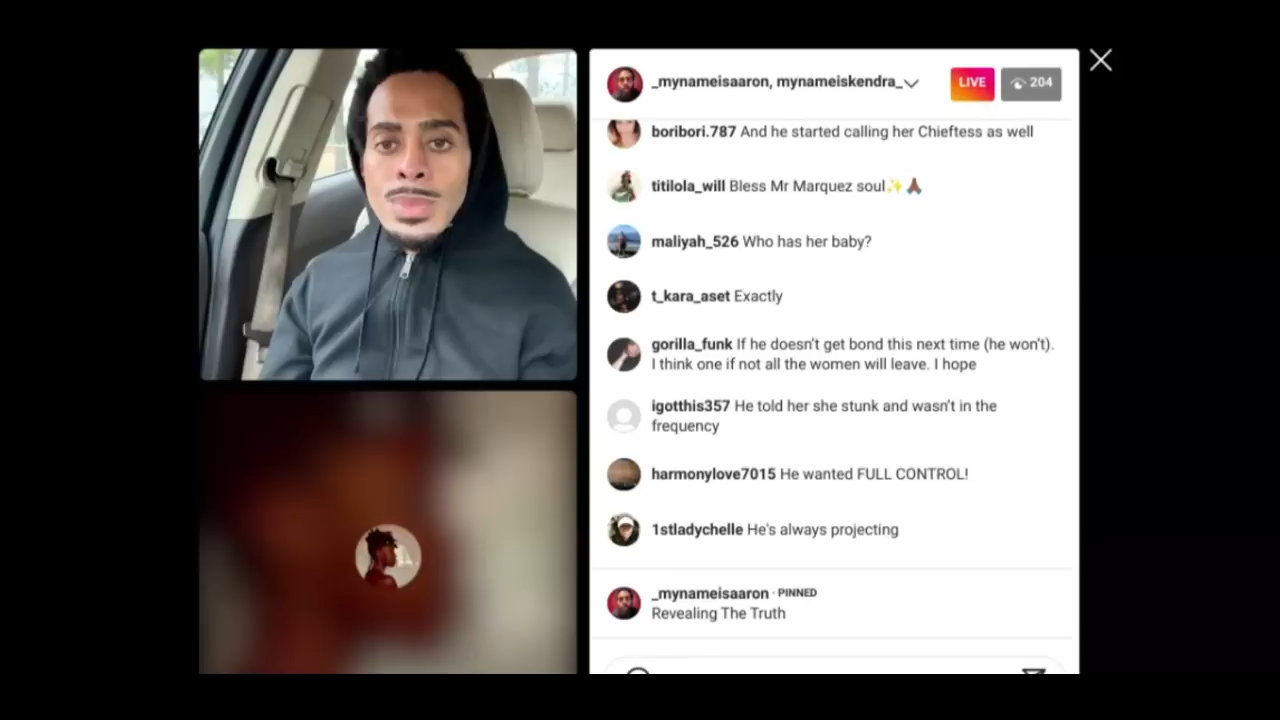 _mynameisaaron, mynameiskendra_
LIVE
204
boribori.787 And he started calling her Chieftess as well
titilola_will Bless Mr Marquez soul✨🙏🏾
maliyah_526 Who has her baby?
t_kara_aset Exactly
gorilla_funk If he doesn't get bond this next time (he won't).
I think one if not all the women will leave. I hope
igotthis357 He told her she stunk and wasn't in the
frequency
harmonylove7015 He wanted FULL CONTROL!
1stladychelle He's always projecting
_mynameisaaron · PINNED
Revealing The Truth